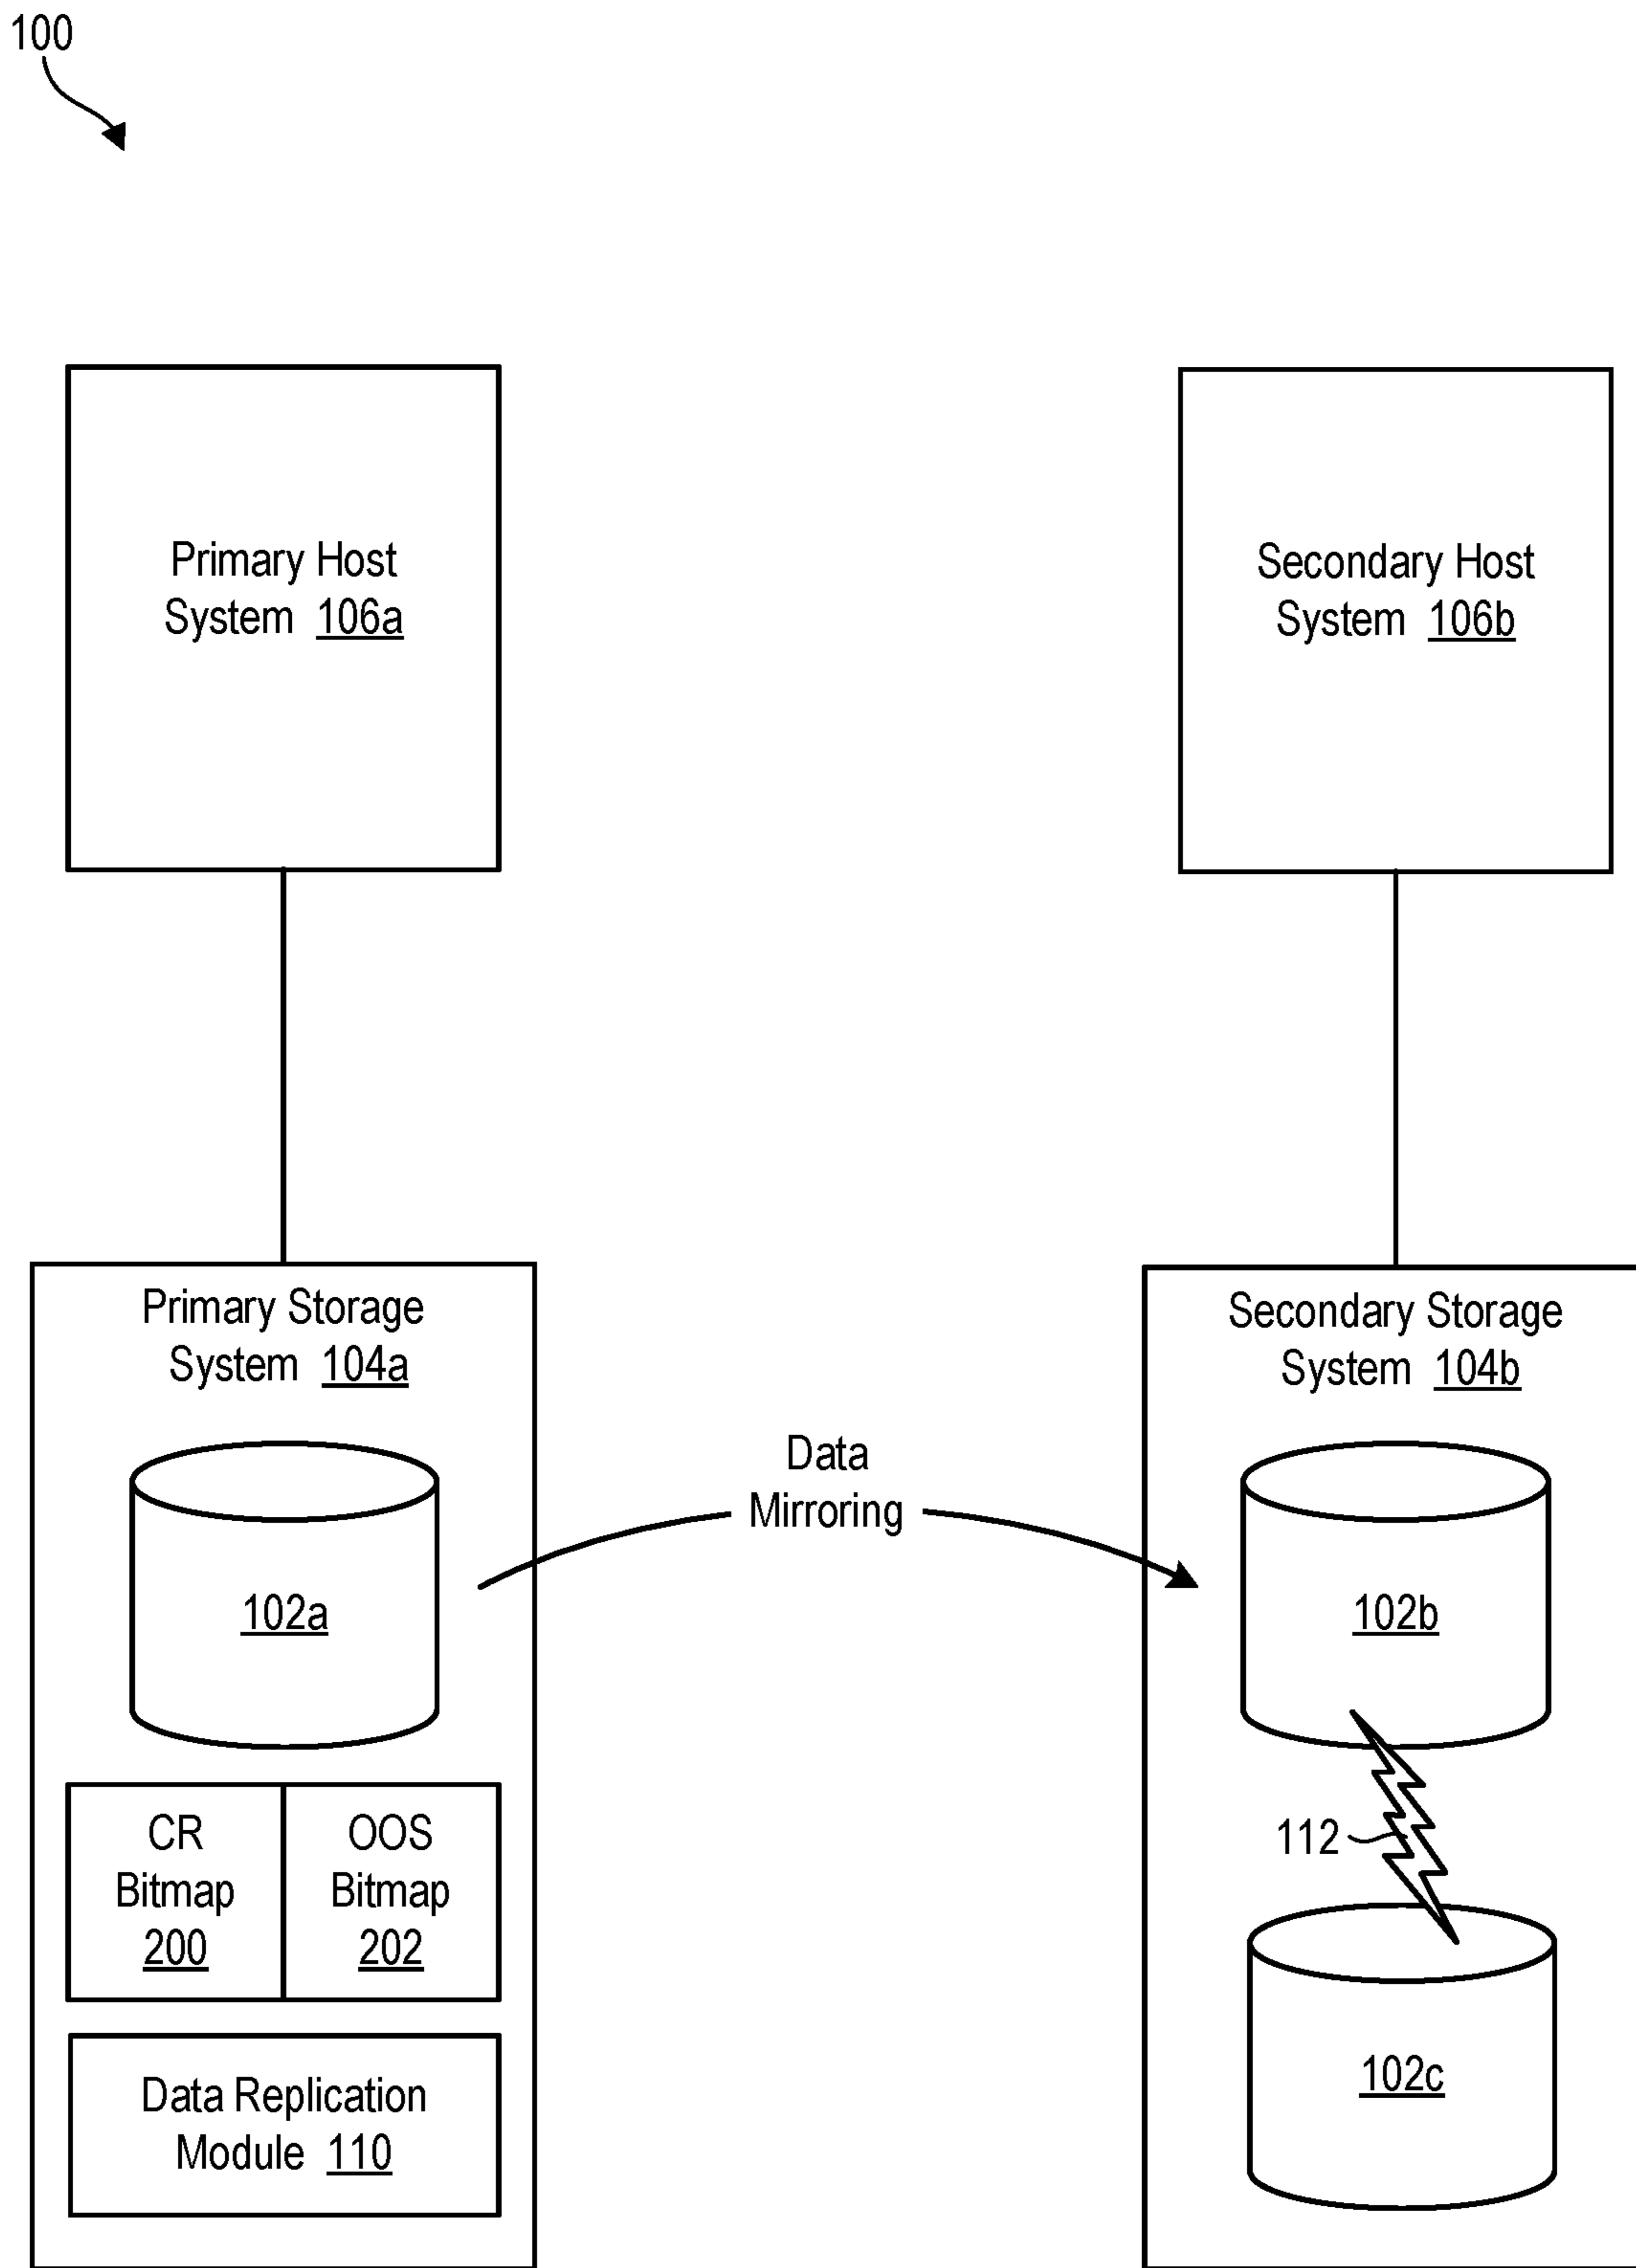 100
Primary Host
System 106a
Secondary Host
System 106b
Primary Storage
System 104a
102a
CR
Bitmap
200
OOS
Bitmap
202
Data Replication
Module 110
Data
Mirroring
Secondary Storage
System 104b
102b
112
102c